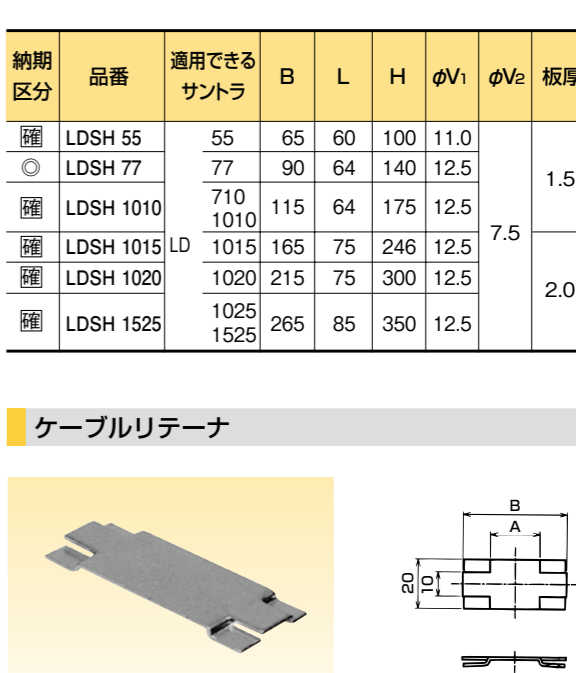 納期区分 品番 適用できるサントラ B L H φV1 φV2 板厚
確 LDSH 55 LD 55 65 60 100 11.0 7.5 1.5
◎ LDSH 77 77 90 64 140 12.5
確 LDSH 1010 710 1010 115 64 175 12.5
確 LDSH 1015 1015 165 75 246 12.5 2.0
確 LDSH 1020 1020 215 75 300 12.5
確 LDSH 1525 1025 1525 265 85 350 12.5
ケーブルリテーナ
B
A
20
10